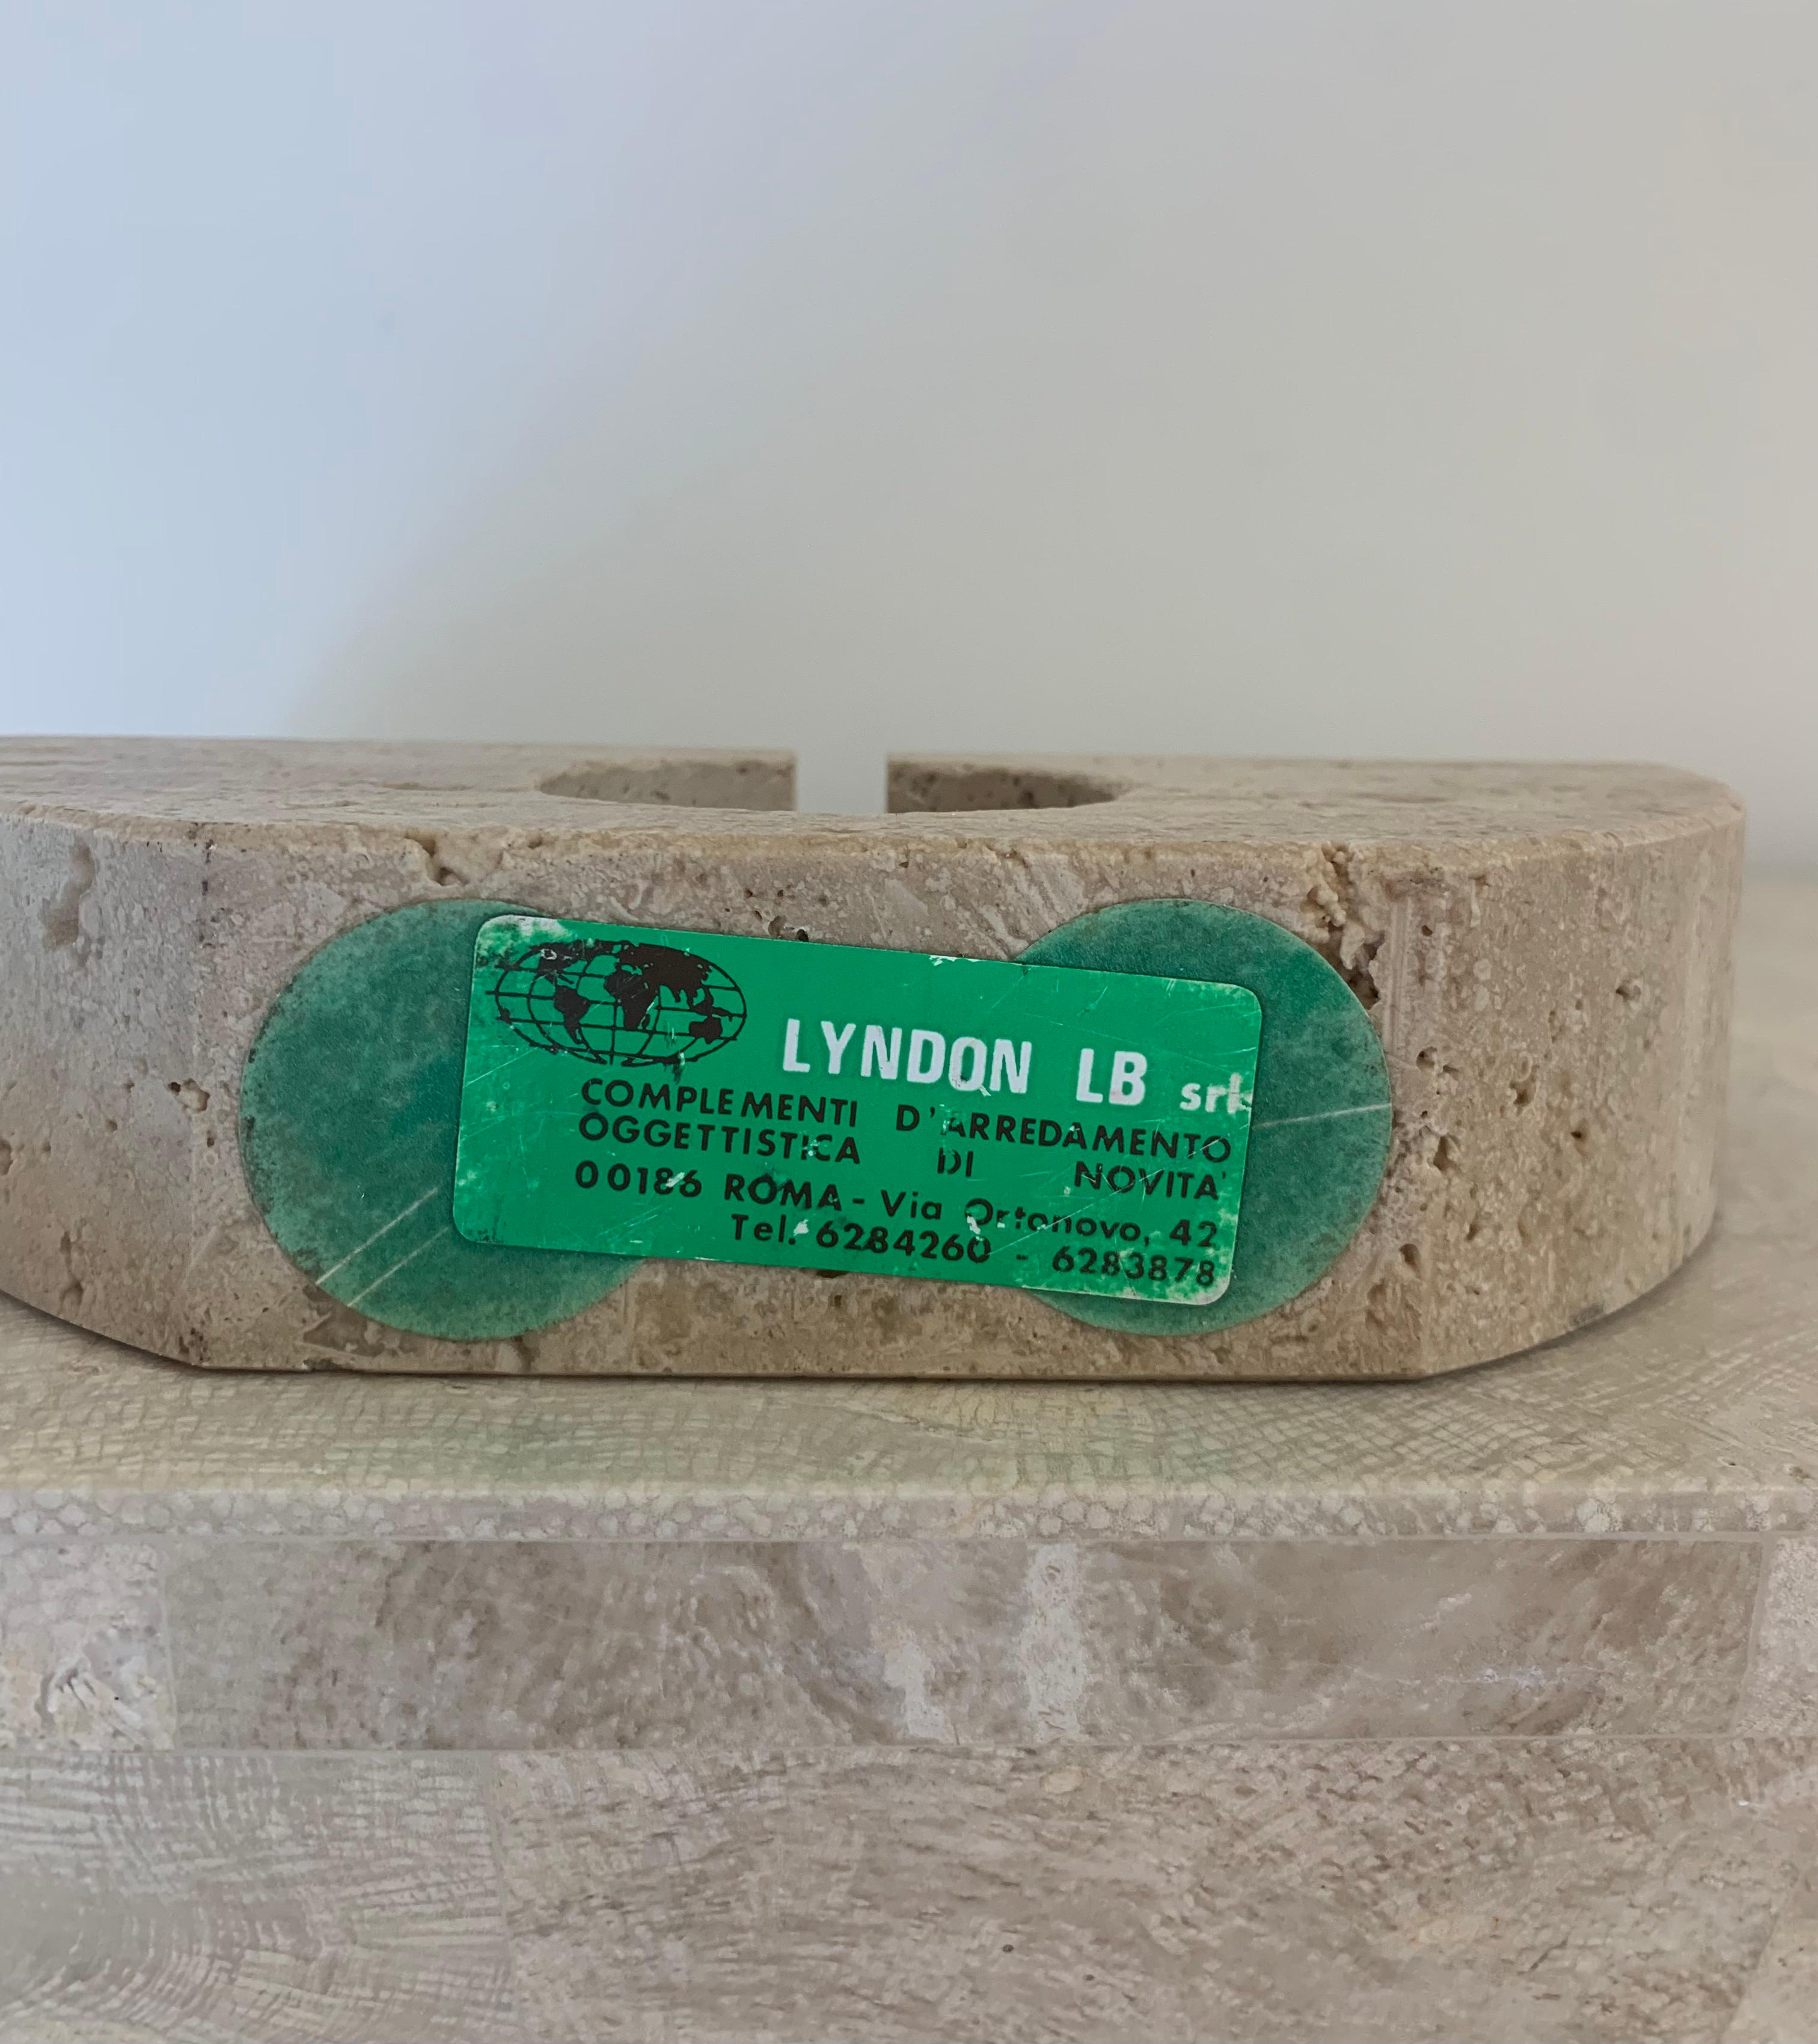 LYNDON LB srl
COMPLEMENTI D'ARREDAMENTO
OGGETTISTICA DI NOVITA'
00186 ROMA - Via Ortonovo, 42
Tel. 6284260 - 6283878